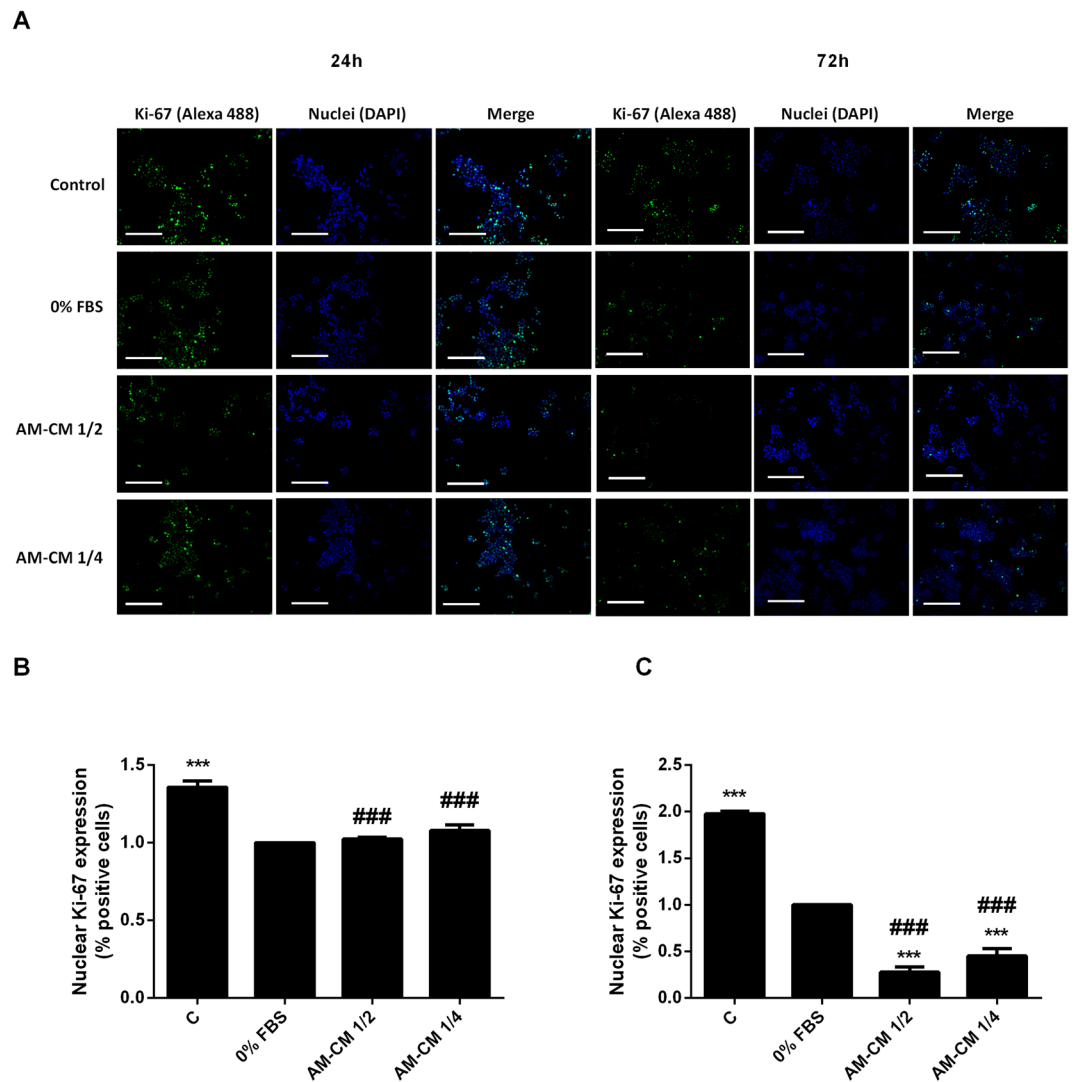 A
24h 72h
Ki-67 (Alexa 488) Nuclei (DAPI) Merge Ki-67 (Alexa 488) Nuclei (DAPI) Merge
Control
0% FBS
AM-CM 1/2
AM-CM 1/4
B
Nuclear Ki-67 expression
(% positive cells)
1.5
1.0
0.5
0.0
***
###
###
C
0% FBS
AM-CM 1/2
AM-CM 1/4
C
Nuclear Ki-67 expression
(% positive cells)
2.5
2.0
1.5
1.0
0.5
0.0
***
###
***
###
***
C
0% FBS
AM-CM 1/2
AM-CM 1/4